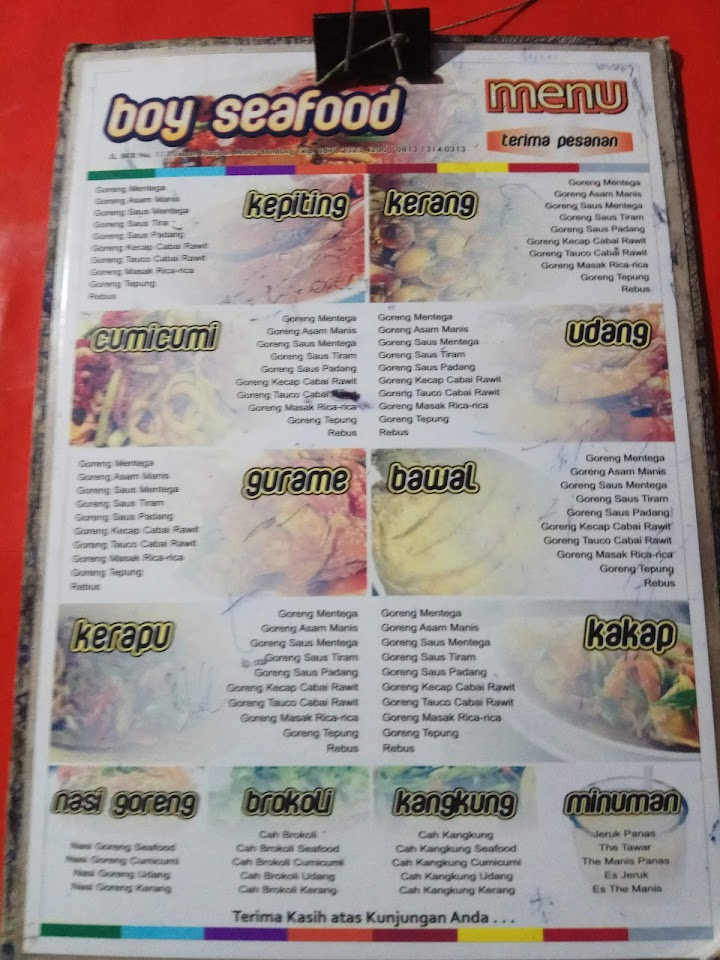 boy seafood
menu
terima pesanan
0813 1314 0313
kepiting
Goreng Mentega
Goreng Asam Manis
Goreng Saus Mentega
Goreng Saus Tira
Goreng Saus Padang
Goreng Kecap Cabai Rawit
Goreng Tauco Cabai Rawit
Goreng Masak Rica-rica
Goreng Tepung
Rebus
kerang
Goreng Mentega
Goreng Asam Manis
Goreng Saus Mentega
Goreng Saus Tiram
Goreng Saus Padang
Goreng Kecap Cabai Rawit
Goreng Tauco Cabai Rawit
Goreng Masak Rica-rica
Goreng Tepung
Rebus
cumicumi
Goreng Mentega
Goreng Asam Manis
Goreng Saus Mentega
Goreng Saus Tiram
Goreng Saus Padang
Goreng Kecap Cabai Rawit
Goreng Tauco Cabai Rawit
Goreng Masak Rica-rica
Goreng Tepung
Rebus
udang
Goreng Mentega
Goreng Asam Manis
Goreng Saus Mentega
Goreng Saus Tiram
Goreng Saus Padang
Goreng Kecap Cabai Rawit
Goreng Tauco Cabai Rawit
Goreng Masak Rica-rica
Goreng Tepung
Rebus
gurame
Goreng Mentega
Goreng Asam Manis
Goreng Saus Mentega
Goreng Saus Tiram
Goreng Saus Padang
Goreng Kecap Cabai Rawit
Goreng Tauco Cabai Rawit
Goreng Masak Rica-rica
Goreng Tepung
Rebus
bawal
Goreng Mentega
Goreng Asam Manis
Goreng Saus Mentega
Goreng Saus Tiram
Goreng Saus Padang
Goreng Kecap Cabai Rawit
Goreng Tauco Cabai Rawit
Goreng Masak Rica-rica
Goreng Tepung
Rebus
kerapu
Goreng Mentega
Goreng Asam Manis
Goreng Saus Mentega
Goreng Saus Tiram
Goreng Saus Padang
Goreng Kecap Cabai Rawit
Goreng Tauco Cabai Rawit
Goreng Masak Rica-rica
Goreng Tepung
Rebus
kakap
Goreng Mentega
Goreng Asam Manis
Goreng Saus Mentega
Goreng Saus Tiram
Goreng Saus Padang
Goreng Kecap Cabai Rawit
Goreng Tauco Cabai Rawit
Goreng Masak Rica-rica
Goreng Tepung
Rebus
nasi goreng
Nasi Goreng Seafood
Nasi Goreng Cumicumi
Nasi Goreng Udang
Nasi Goreng Kerang
brokoli
Cah Brokoli
Cah Brokoli Seafood
Cah Brokoli Cumicumi
Cah Brokoli Udang
Cah Brokoli Kerang
kangkung
Cah Kangkung
Cah Kangkung Seafood
Cah Kangkung Cumicumi
Cah Kangkung Udang
Cah Kangkung Kerang
minuman
Jeruk Panas
The Tawar
The Manis Panas
Es Jeruk
Es The Manis
Terima Kasih atas Kunjungan Anda . . .